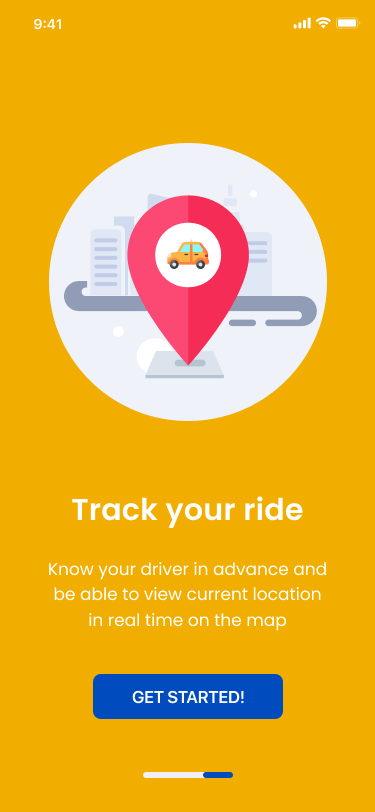 9:41
Track your ride
Know your driver in advance and
be able to view current location
in real time on the map
GET STARTED!